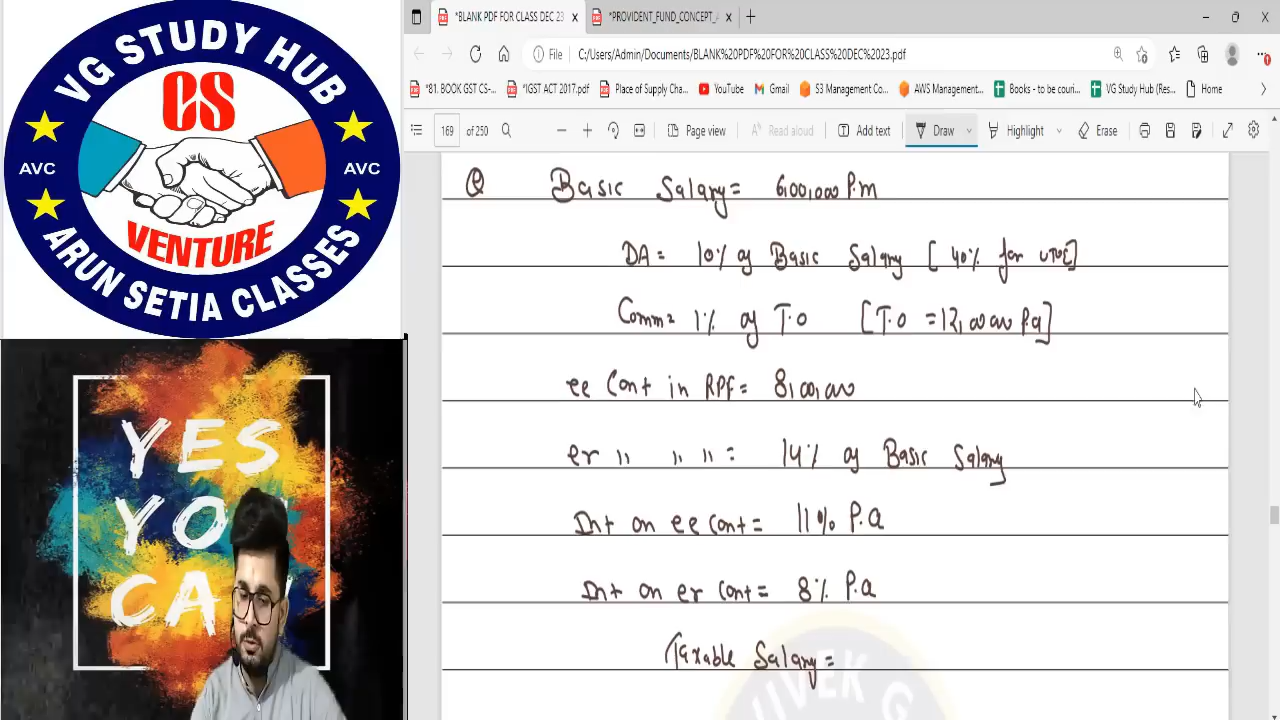 VG STUDY HUB
CS
AVC
AVC
VENTURE
ARUN SETIA CLASSES
YES
YO
CA
*BLANK PDF FOR CLASS DEC 23
*PROVIDENT_FUND_CONCEPT_
File
C:/Users/Admin/Documents/BLANK%20PDF%20FOR%20CLASS%20DEC%202023.pdf
*81. BOOK GST CS-...
*IGST ACT 2017.pdf
Place of Supply Cha...
YouTube
Gmail
S3 Management Co...
AWS Management...
Books - to be couri...
VG Study Hub (Res...
Home
169 of 250
Page view
Read aloud
Add text
Draw
Highlight
Erase
Q Basic Salary = 6,00,000 P.m
DA = 10% of Basic Salary [40% for UTOE]
Comm = 1% of T.O [T.O = 12,00,000 P.a]
ee Cont in RPF = 8,00,000
er " " " = 14% of Basic Salary
Int on ee Cont = 11% P.a
Int on er Cont = 8% P.a
Taxable Salary =
VIVEK G